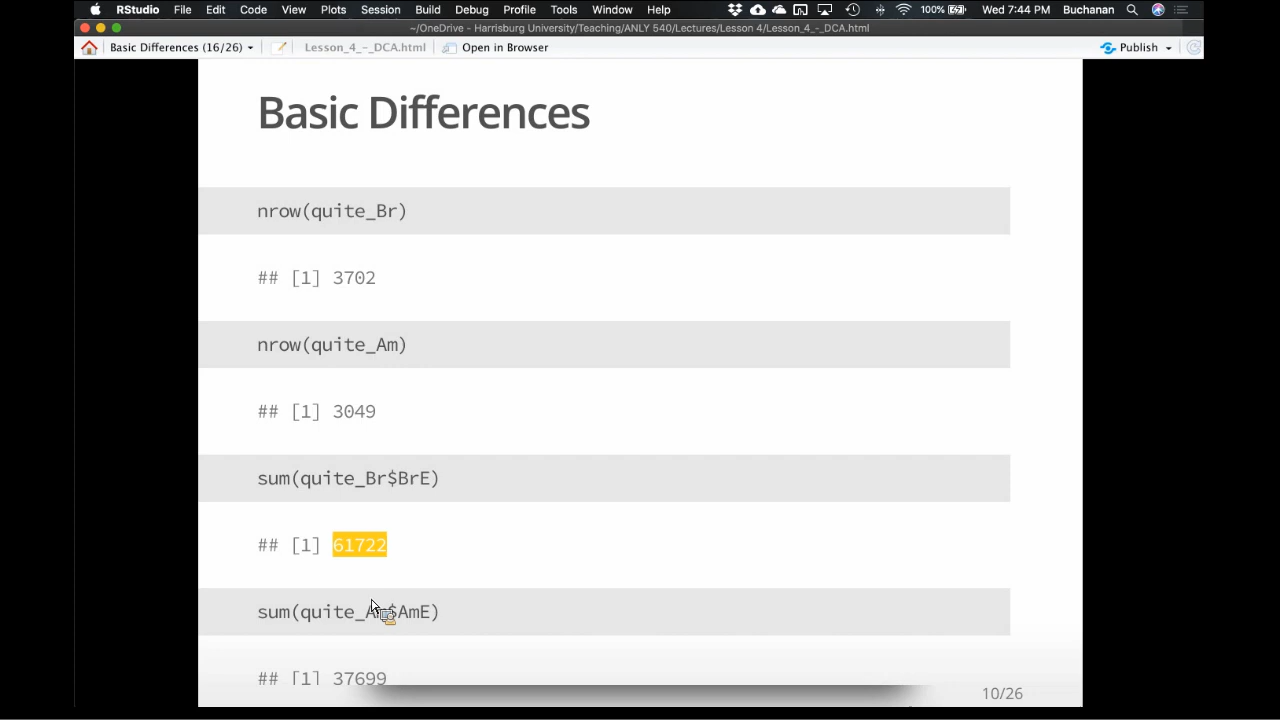 RStudio File Edit Code View Plots Session Build Debug Profile Tools Window Help 100% Wed 7:44 PM Buchanan
~/OneDrive - Harrisburg University/Teaching/ANLY 540/Lectures/Lesson 4/Lesson_4_-_DCA.html
Basic Differences (16/26) Lesson_4_-_DCA.html Open in Browser Publish
Basic Differences
nrow(quite_Br)
## [1] 3702
nrow(quite_Am)
## [1] 3049
sum(quite_Br$BrE)
## [1] 61722
sum(quite_Am$AmE)
## [1] 37699
10/26